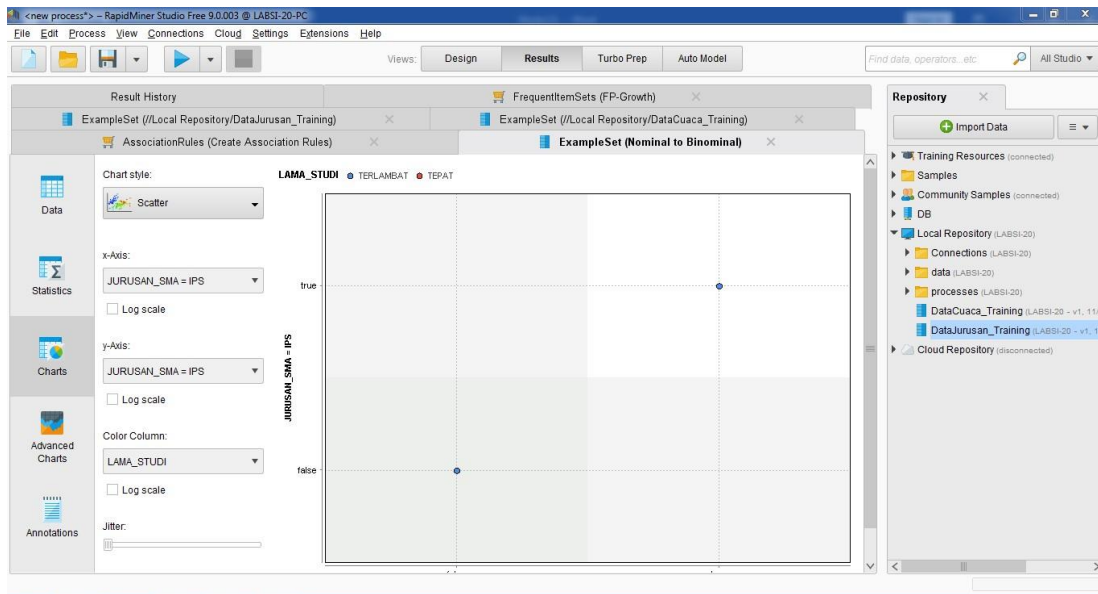 <new process*> – RapidMiner Studio Free 9.0.003 @ LABSI-20-PC
File Edit Process View Connections Cloud Settings Extensions Help
Views: Design Results Turbo Prep Auto Model
Find data, operators...etc
All Studio
Result History
FrequentItemSets (FP-Growth)
ExampleSet (//Local Repository/DataJurusan_Training)
ExampleSet (//Local Repository/DataCuaca_Training)
AssociationRules (Create Association Rules)
ExampleSet (Nominal to Binominal)
Data
Statistics
Charts
Advanced
Charts
Annotations
Chart style:
Scatter
x-Axis:
JURUSAN_SMA = IPS
Log scale
y-Axis:
JURUSAN_SMA = IPS
Log scale
Color Column:
LAMA_STUDI
Log scale
Jitter:
LAMA_STUDI TERLAMBAT TEPAT
true
JURUSAN_SMA = IPS
false
Repository
Import Data
Training Resources (connected)
Samples
Community Samples (connected)
DB
Local Repository (LABSI-20)
Connections (LABSI-20)
data (LABSI-20)
processes (LABSI-20)
DataCuaca_Training (LABSI-20 - v1, 11/
DataJurusan_Training (LABSI-20 - v1, 1
Cloud Repository (disconnected)